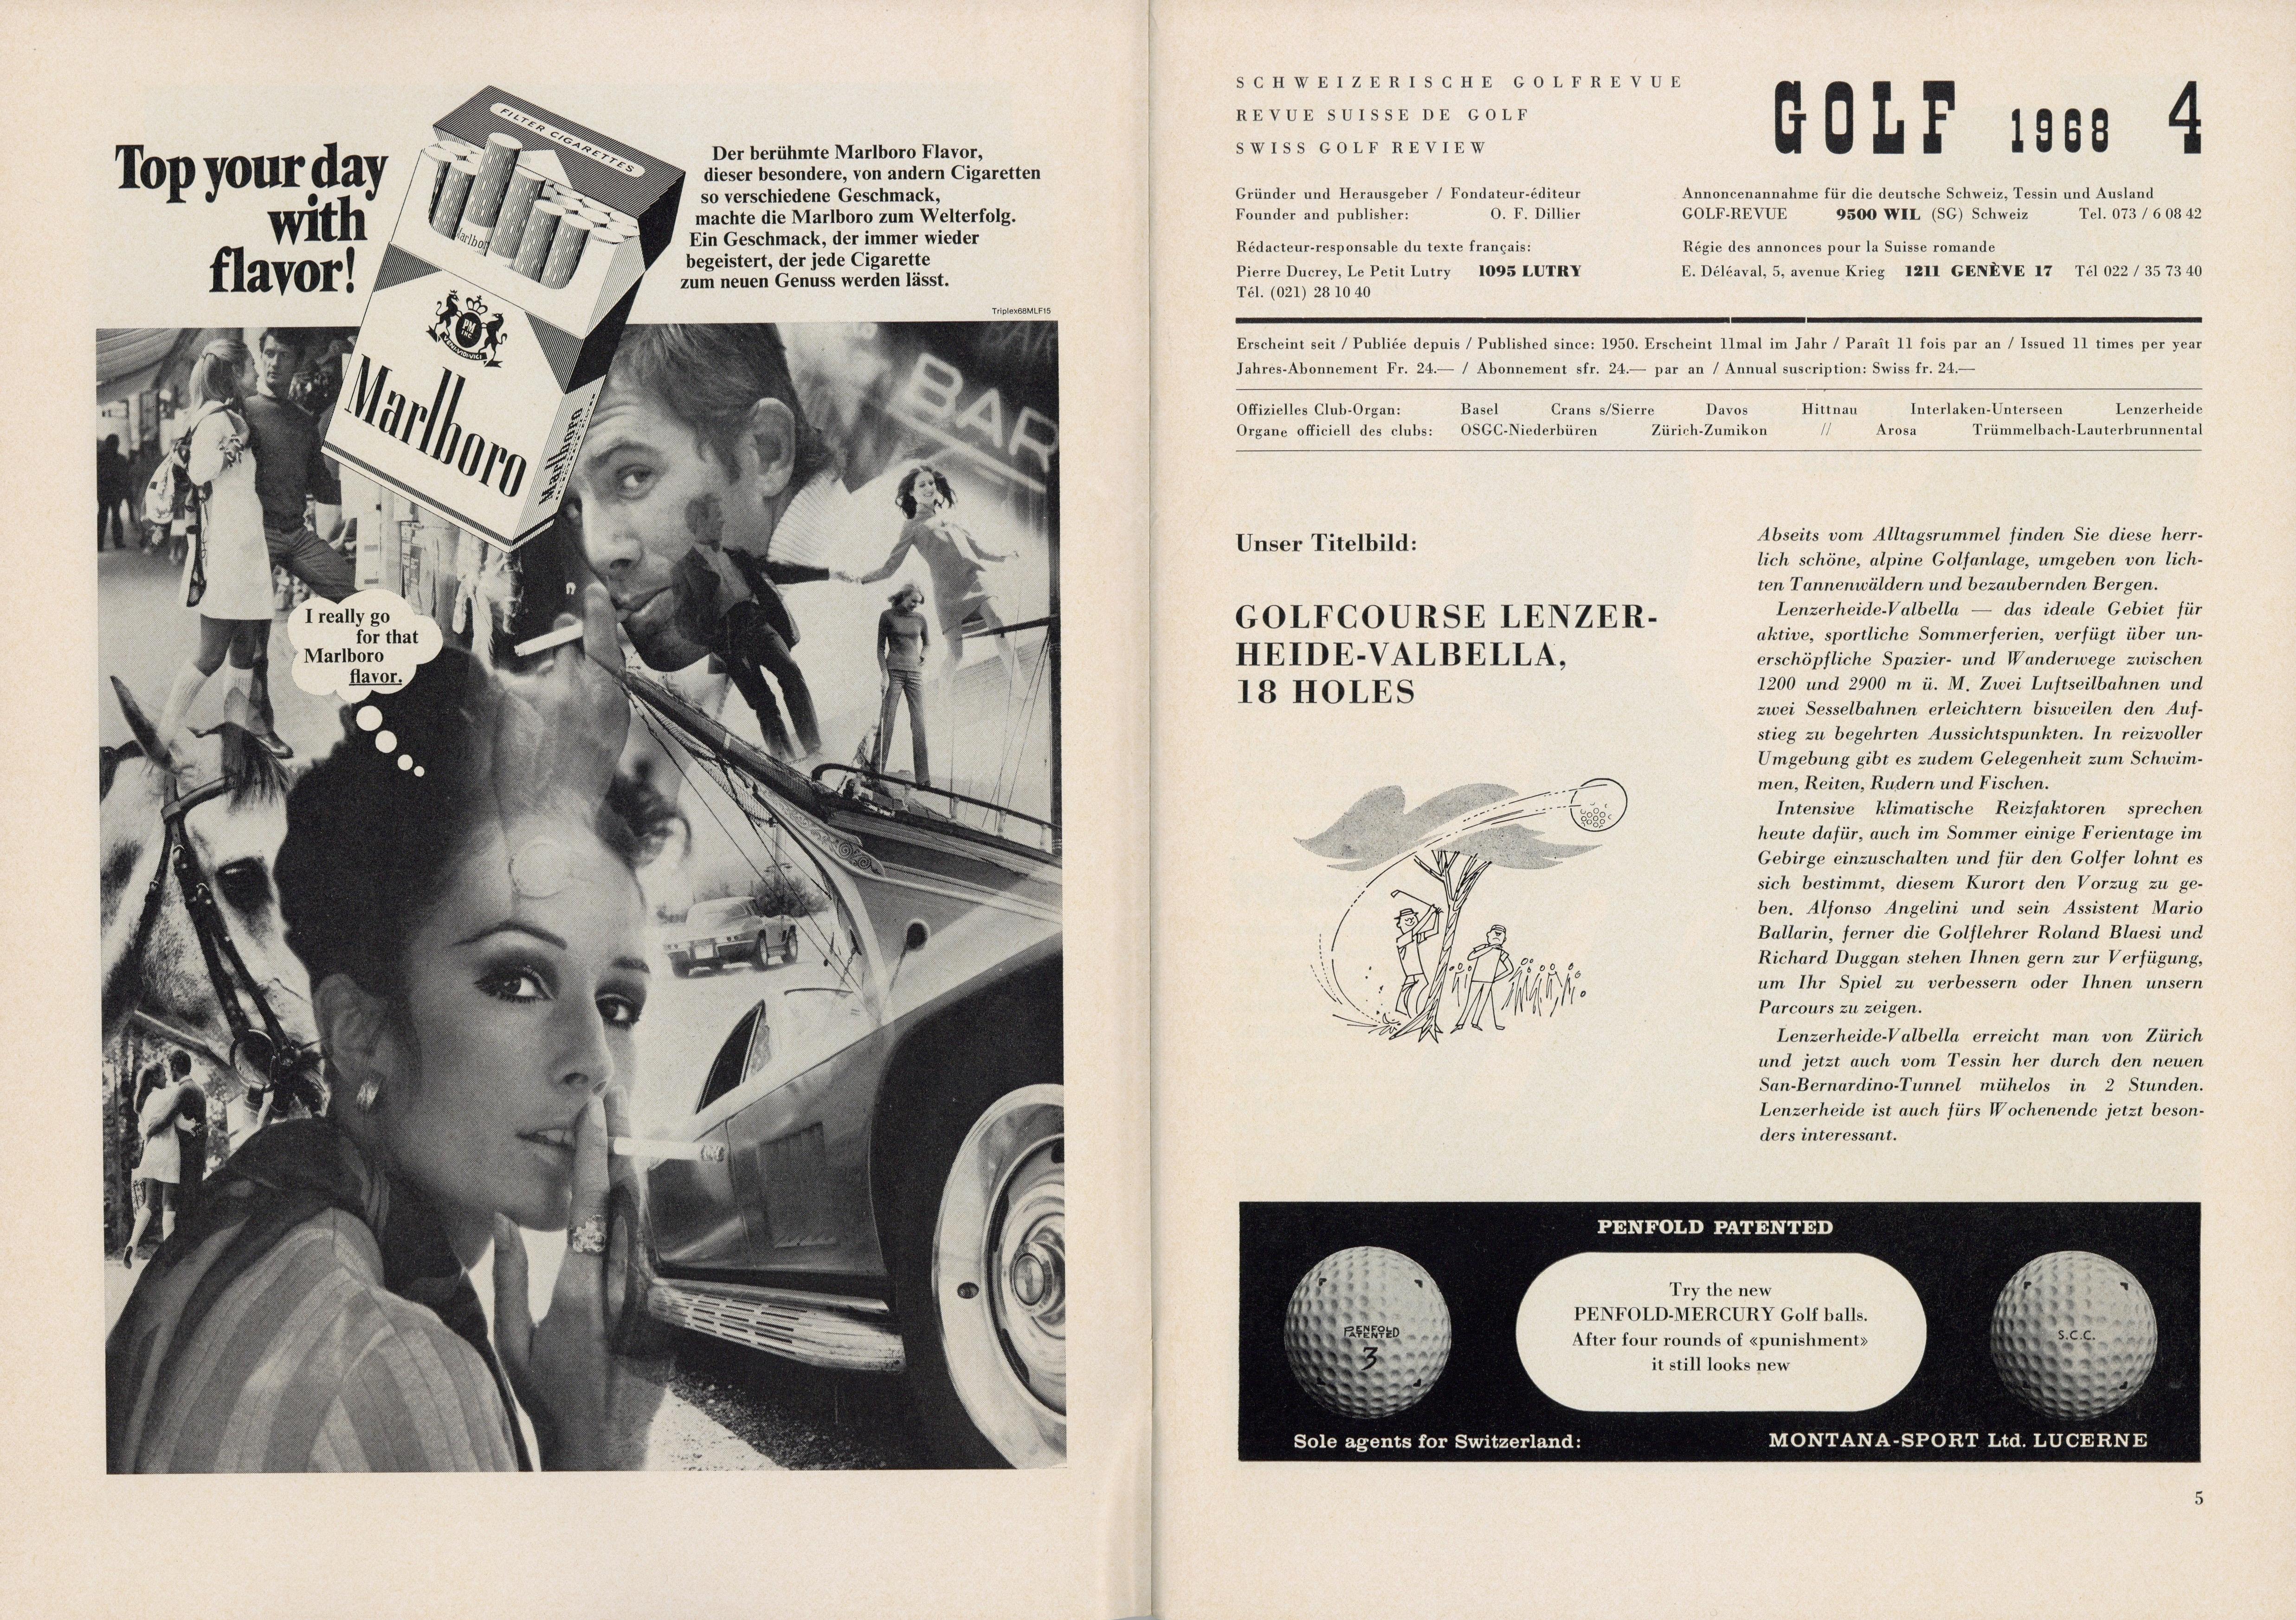 Top your day
with
flavor!
FILTER CIGARETTES
Marlboro
PM
INC
VENI·VIDI·VICI
Marlboro
Marlboro
Der berühmte Marlboro Flavor,
dieser besondere, von andern Cigaretten
so verschiedene Geschmack,
machte die Marlboro zum Welterfolg.
Ein Geschmack, der immer wieder
begeistert, der jede Cigarette
zum neuen Genuss werden lässt.
Triplex68MLF15
BAR
BAR
I really go
for that
Marlboro
flavor.
SCHWEIZERISCHE GOLFREVUE
REVUE SUISSE DE GOLF
SWISS GOLF REVIEW
GOLF 1968 4
Gründer und Herausgeber / Fondateur-éditeur
Founder and publisher: O. F. Dillier
Rédacteur-responsable du texte français:
Pierre Ducrey, Le Petit Lutry 1095 LUTRY
Tél. (021) 28 10 40
Annoncenannahme für die deutsche Schweiz, Tessin und Ausland
GOLF-REVUE 9500 WIL (SG) Schweiz Tel. 073 / 6 08 42
Régie des annonces pour la Suisse romande
E. Déléaval, 5, avenue Krieg 1211 GENÈVE 17 Tél 022 / 35 73 40
Erscheint seit / Publiée depuis / Published since: 1950. Erscheint 11mal im Jahr / Paraît 11 fois par an / Issued 11 times per year
Jahres-Abonnement Fr. 24.— / Abonnement sfr. 24.— par an / Annual suscription: Swiss fr. 24.—
Offizielles Club-Organ: Basel Crans s/Sierre Davos Hittnau Interlaken-Unterseen Lenzerheide
Organe officiell des clubs: OSGC-Niederbüren Zürich-Zumikon // Arosa Trümmelbach-Lauterbrunnental
Unser Titelbild:
GOLFCOURSE LENZER-
HEIDE-VALBELLA,
18 HOLES
Abseits vom Alltagsrummel finden Sie diese herr-
lich schöne, alpine Golfanlage, umgeben von lich-
ten Tannenwäldern und bezaubernden Bergen.
Lenzerheide-Valbella — das ideale Gebiet für
aktive, sportliche Sommerferien, verfügt über un-
erschöpfliche Spazier- und Wanderwege zwischen
1200 und 2900 m ü. M. Zwei Luftseilbahnen und
zwei Sesselbahnen erleichtern bisweilen den Auf-
stieg zu begehrten Aussichtspunkten. In reizvoller
Umgebung gibt es zudem Gelegenheit zum Schwim-
men, Reiten, Rudern und Fischen.
Intensive klimatische Reizfaktoren sprechen
heute dafür, auch im Sommer einige Ferientage im
Gebirge einzuschalten und für den Golfer lohnt es
sich bestimmt, diesem Kurort den Vorzug zu ge-
ben. Alfonso Angelini und sein Assistent Mario
Ballarin, ferner die Golflehrer Roland Blaesi und
Richard Duggan stehen Ihnen gern zur Verfügung,
um Ihr Spiel zu verbessern oder Ihnen unsern
Parcours zu zeigen.
Lenzerheide-Valbella erreicht man von Zürich
und jetzt auch vom Tessin her durch den neuen
San-Bernardino-Tunnel mühelos in 2 Stunden.
Lenzerheide ist auch fürs Wochenende jetzt beson-
ders interessant.
PENFOLD PATENTED
PENFOLD
PATENTED
3
Try the new
PENFOLD-MERCURY Golf balls.
After four rounds of «punishment»
it still looks new
S.C.C.
Sole agents for Switzerland: MONTANA-SPORT Ltd. LUCERNE
5